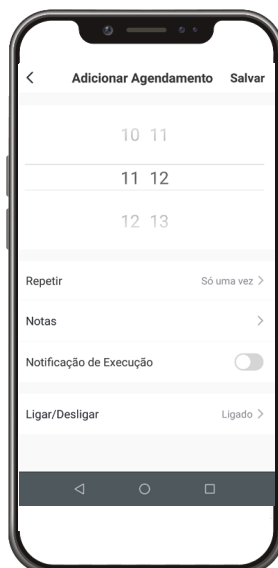 Adicionar Agendamento Salvar
10 11
11 12
12 13
Repetir Só uma vez
Notas
Notificação de Execução
Ligar/Desligar Ligado